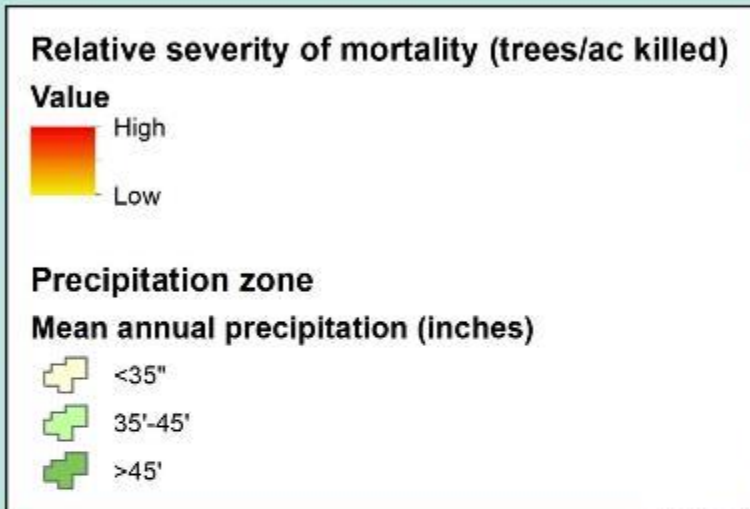 Relative severity of mortality (trees/ac killed)
Value
High
Low
Precipitation zone
Mean annual precipitation (inches)
<35"
35'-45'
>45'